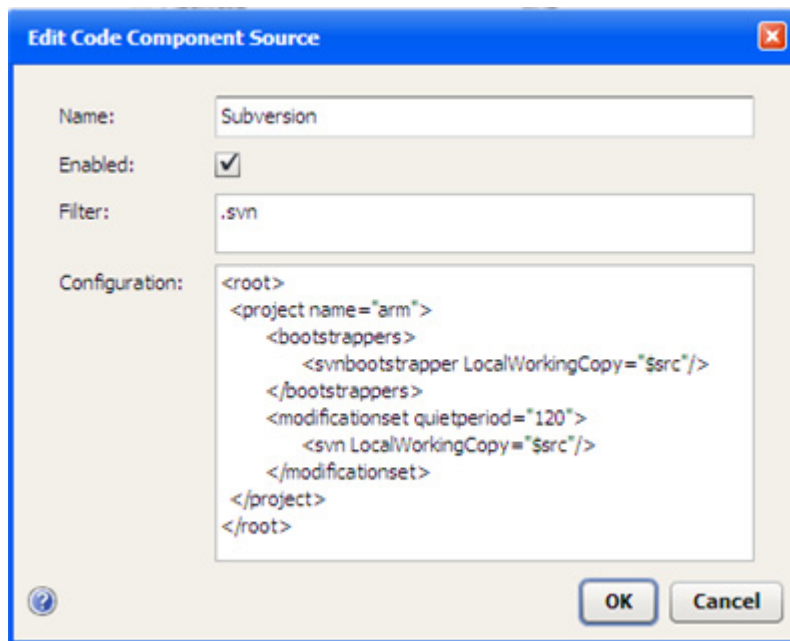 Edit Code Component Source
Name: Subversion
Enabled:
Filter: .svn
Configuration: <root>
<project name="arm">
<bootstrappers>
<svnbootstrapper LocalWorkingCopy="$src"/>
</bootstrappers>
<modificationset quietperiod="120">
<svn LocalWorkingCopy="$src"/>
</modificationset>
</project>
</root>
OK Cancel